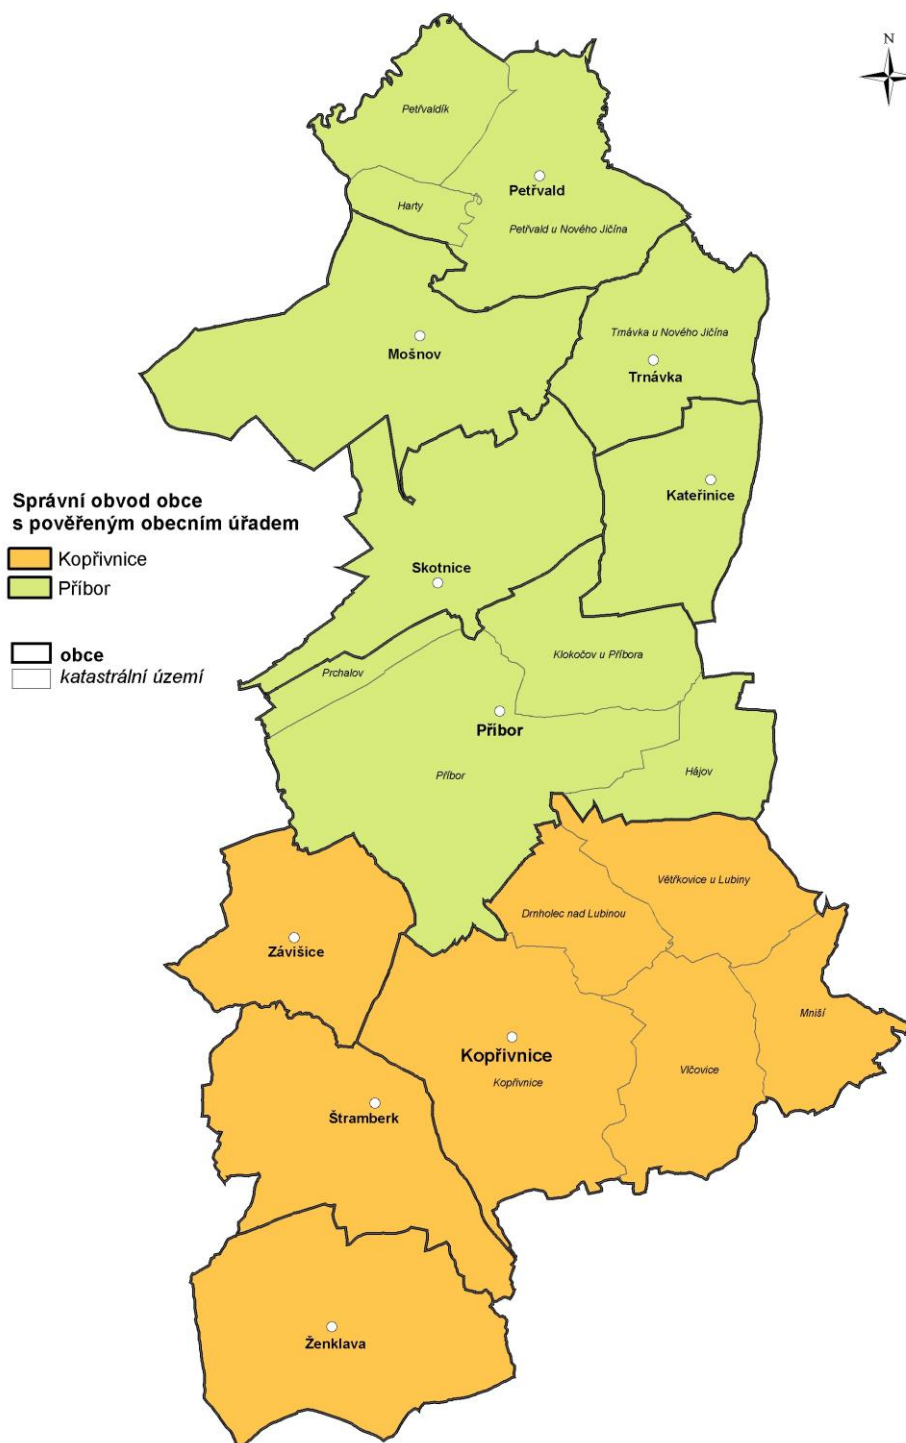 N
Petřvaldík
Petřvald
Harty
Petřvald u Nového Jičína
Trnávka u Nového Jičína
Mošnov
Trnávka
Kateřinice
Správní obvod obce
s pověřeným obecním úřadem
Kopřivnice
Příbor
obce
katastrální území
Skotnice
Klokočov u Příbora
Prchalov
Příbor
Příbor
Hájov
Větřkovice u Lubiny
Drnholec nad Lubinou
Závišice
Mniší
Kopřivnice
Vlčovice
Kopřivnice
Štramberk
Ženklava